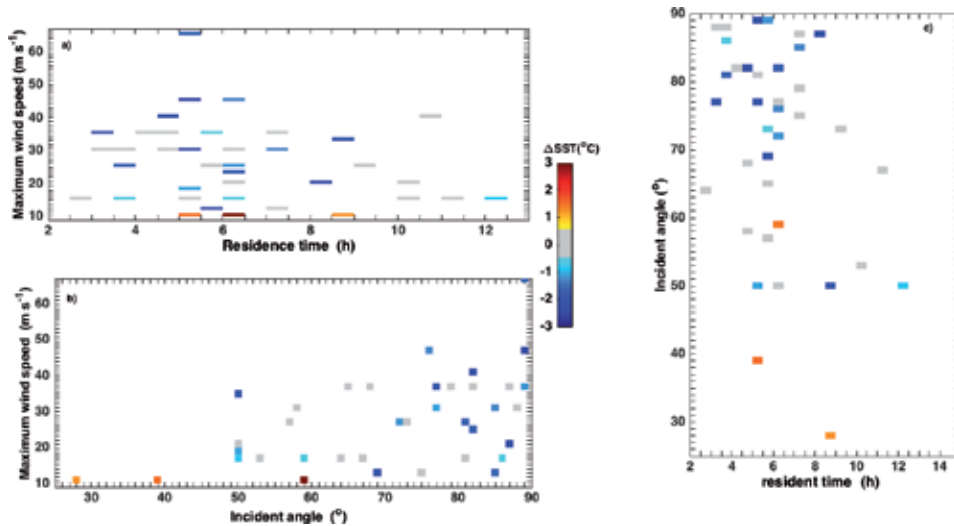 a)
Maximum wind speed (m s⁻¹)
60
50
40
30
20
10
2 4 6 8 10 12
Residence time (h)
ΔSST(°C)
3
2
1
0
-1
-2
-3
b)
Maximum wind speed (m s⁻¹)
60
50
40
30
20
10
30 40 50 60 70 80 90
Incident angle (°)
c)
Incident angle (°)
90
80
70
60
50
40
30
2 4 6 8 10 12 14
resident time (h)